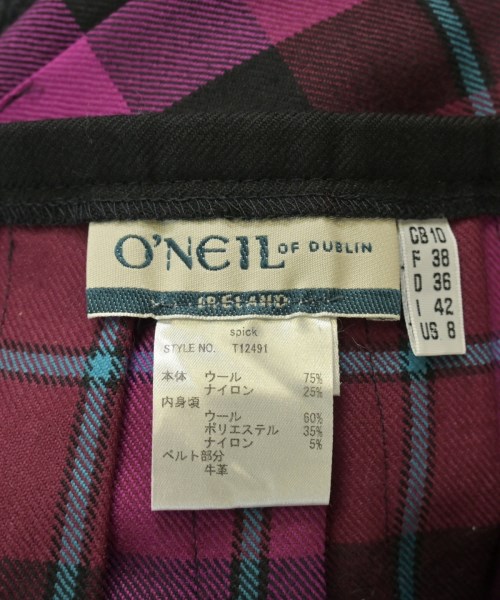 O'NEIL OF DUBLIN
IRELAND
GB 10
F 38
D 36
I 42
US 8
spick
STYLE NO. T12491
本体 ウール 75%
ナイロン 25%
内身頃
ウール 60%
ポリエステル 35%
ナイロン 5%
ベルト部分
牛革